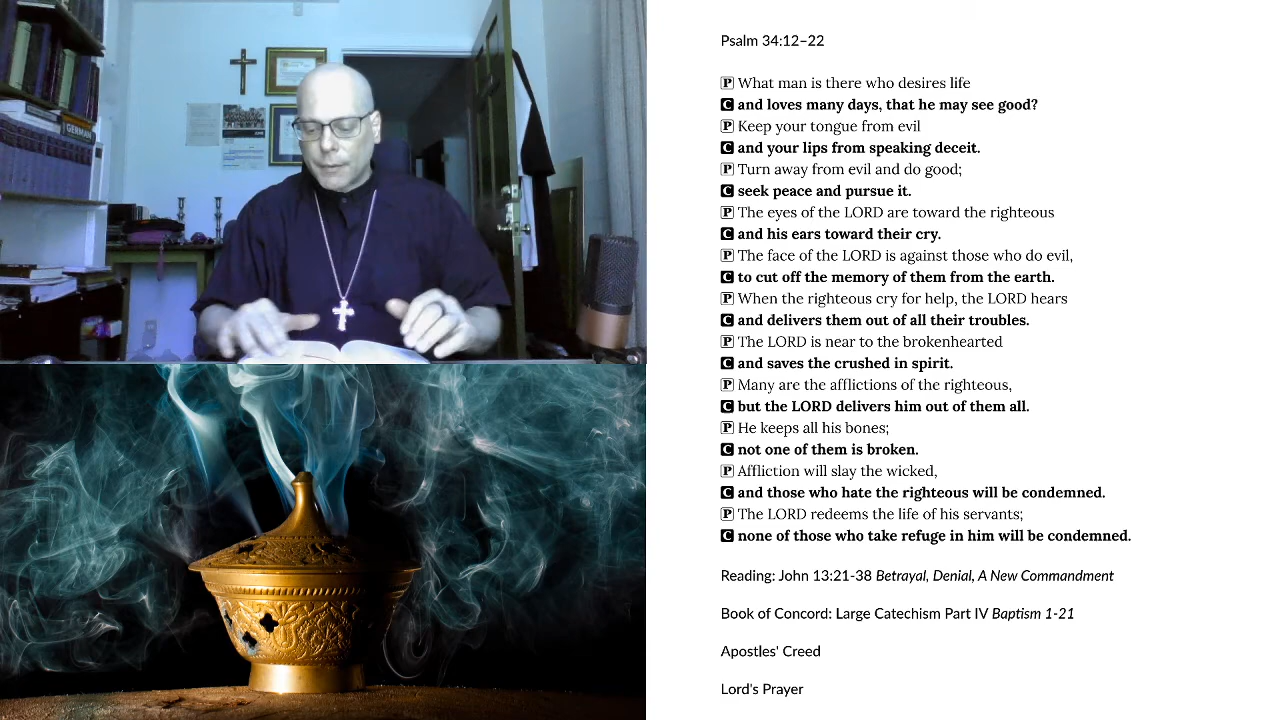 GERMAN
Psalm 34:12–22
P What man is there who desires life
C and loves many days, that he may see good?
P Keep your tongue from evil
C and your lips from speaking deceit.
P Turn away from evil and do good;
C seek peace and pursue it.
P The eyes of the LORD are toward the righteous
C and his ears toward their cry.
P The face of the LORD is against those who do evil,
C to cut off the memory of them from the earth.
P When the righteous cry for help, the LORD hears
C and delivers them out of all their troubles.
P The LORD is near to the brokenhearted
C and saves the crushed in spirit.
P Many are the afflictions of the righteous,
C but the LORD delivers him out of them all.
P He keeps all his bones;
C not one of them is broken.
P Affliction will slay the wicked,
C and those who hate the righteous will be condemned.
P The LORD redeems the life of his servants;
C none of those who take refuge in him will be condemned.
Reading: John 13:21-38 Betrayal, Denial, A New Commandment
Book of Concord: Large Catechism Part IV Baptism 1-21
Apostles' Creed
Lord's Prayer